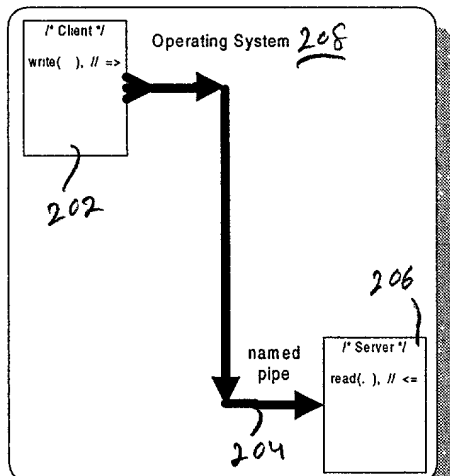 /* Client */
Operating System 208
write(   ), // =>
202
206
/* Server */
named
pipe
read(. ), // <=
204